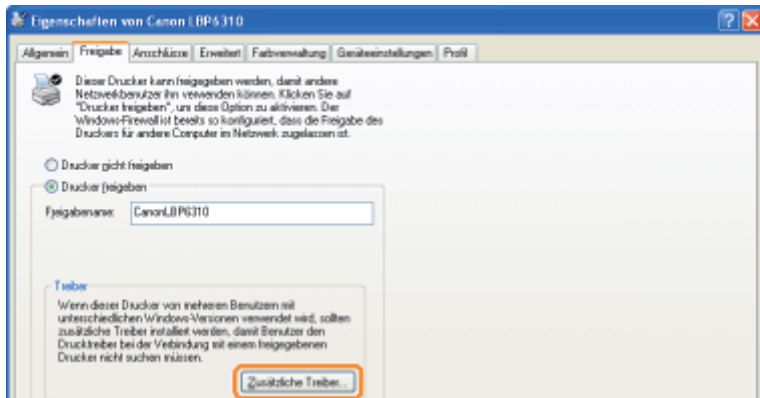 Eigenschaften von Canon LBP6310
Allgemein Freigabe Anschlüsse Erweitert Farbverwaltung Geräteeinstellungen Profil
Dieser Drucker kann freigegeben werden, damit andere
Netzwerkbenutzer ihn verwenden können. Klicken Sie auf
"Drucker freigeben", um diese Option zu aktivieren. Der
Windows-Firewall ist bereits so konfiguriert, dass die Freigabe des
Druckers für andere Computer im Netzwerk zugelassen ist.
Drucker nicht freigeben
Drucker freigeben
Freigabename: CanonLBP6310
Treiber
Wenn dieser Drucker von mehreren Benutzern mit
unterschiedlichen Windows-Versionen verwendet wird, sollten
zusätzliche Treiber installiert werden, damit Benutzer den
Drucktreiber bei der Verbindung mit einem freigegebenen
Drucker nicht suchen müssen.
Zusätzliche Treiber...